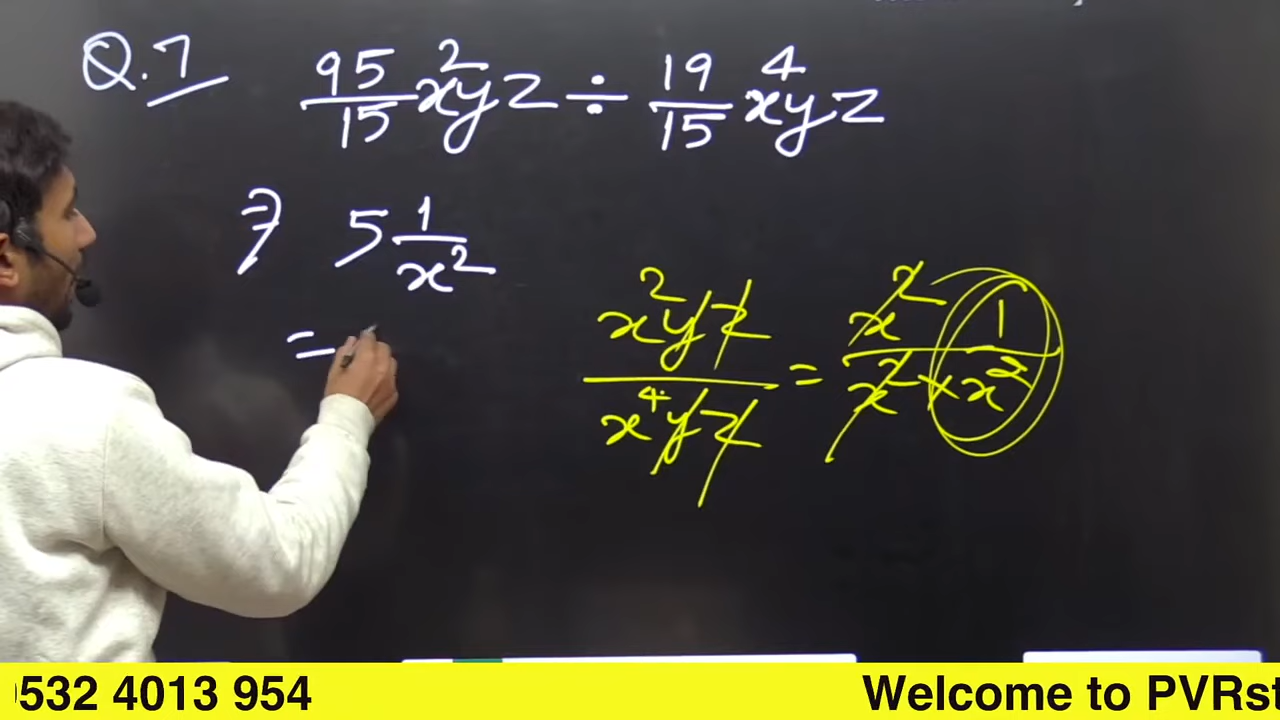 Q.7 95/15 x²yz ÷ 19/15 x⁴yz
⇒ 5 1/x²
=
x²yz / x⁴yz = x² 1 / x² × x²
532 4013 954 Welcome to PVRst